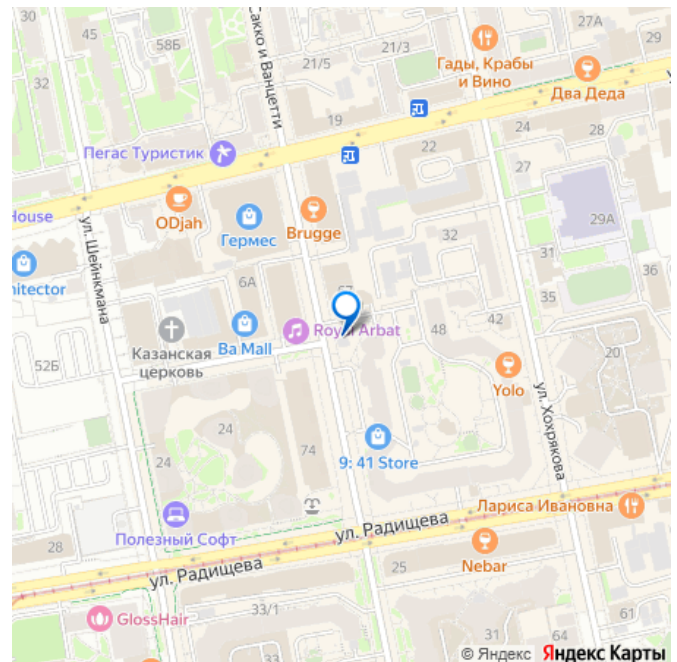 30
45
58Б
21/5
21/3
Гады, Крабы
и Вино
27А
29
Два Деда
32
Сакко и Ванцетти
19
Пегас Туристик
22
24
28
27
ODjah
Гермес
Brugge
House
ул. Шейнкмана
32
29А
31
hitector
6А
67
35
36
Royal Arbat
48
42
Казанская
церковь
Ba Mall
52Б
20
Yolo
ул. Хохрякова
24
24
74
9: 41 Store
Полезный Софт
ул. Радищева
Лариса Ивановна
28
ул. Радищева
25
Nebar
GlossHair
33/1
31
64
61
© Яндекс Яндекс Карты